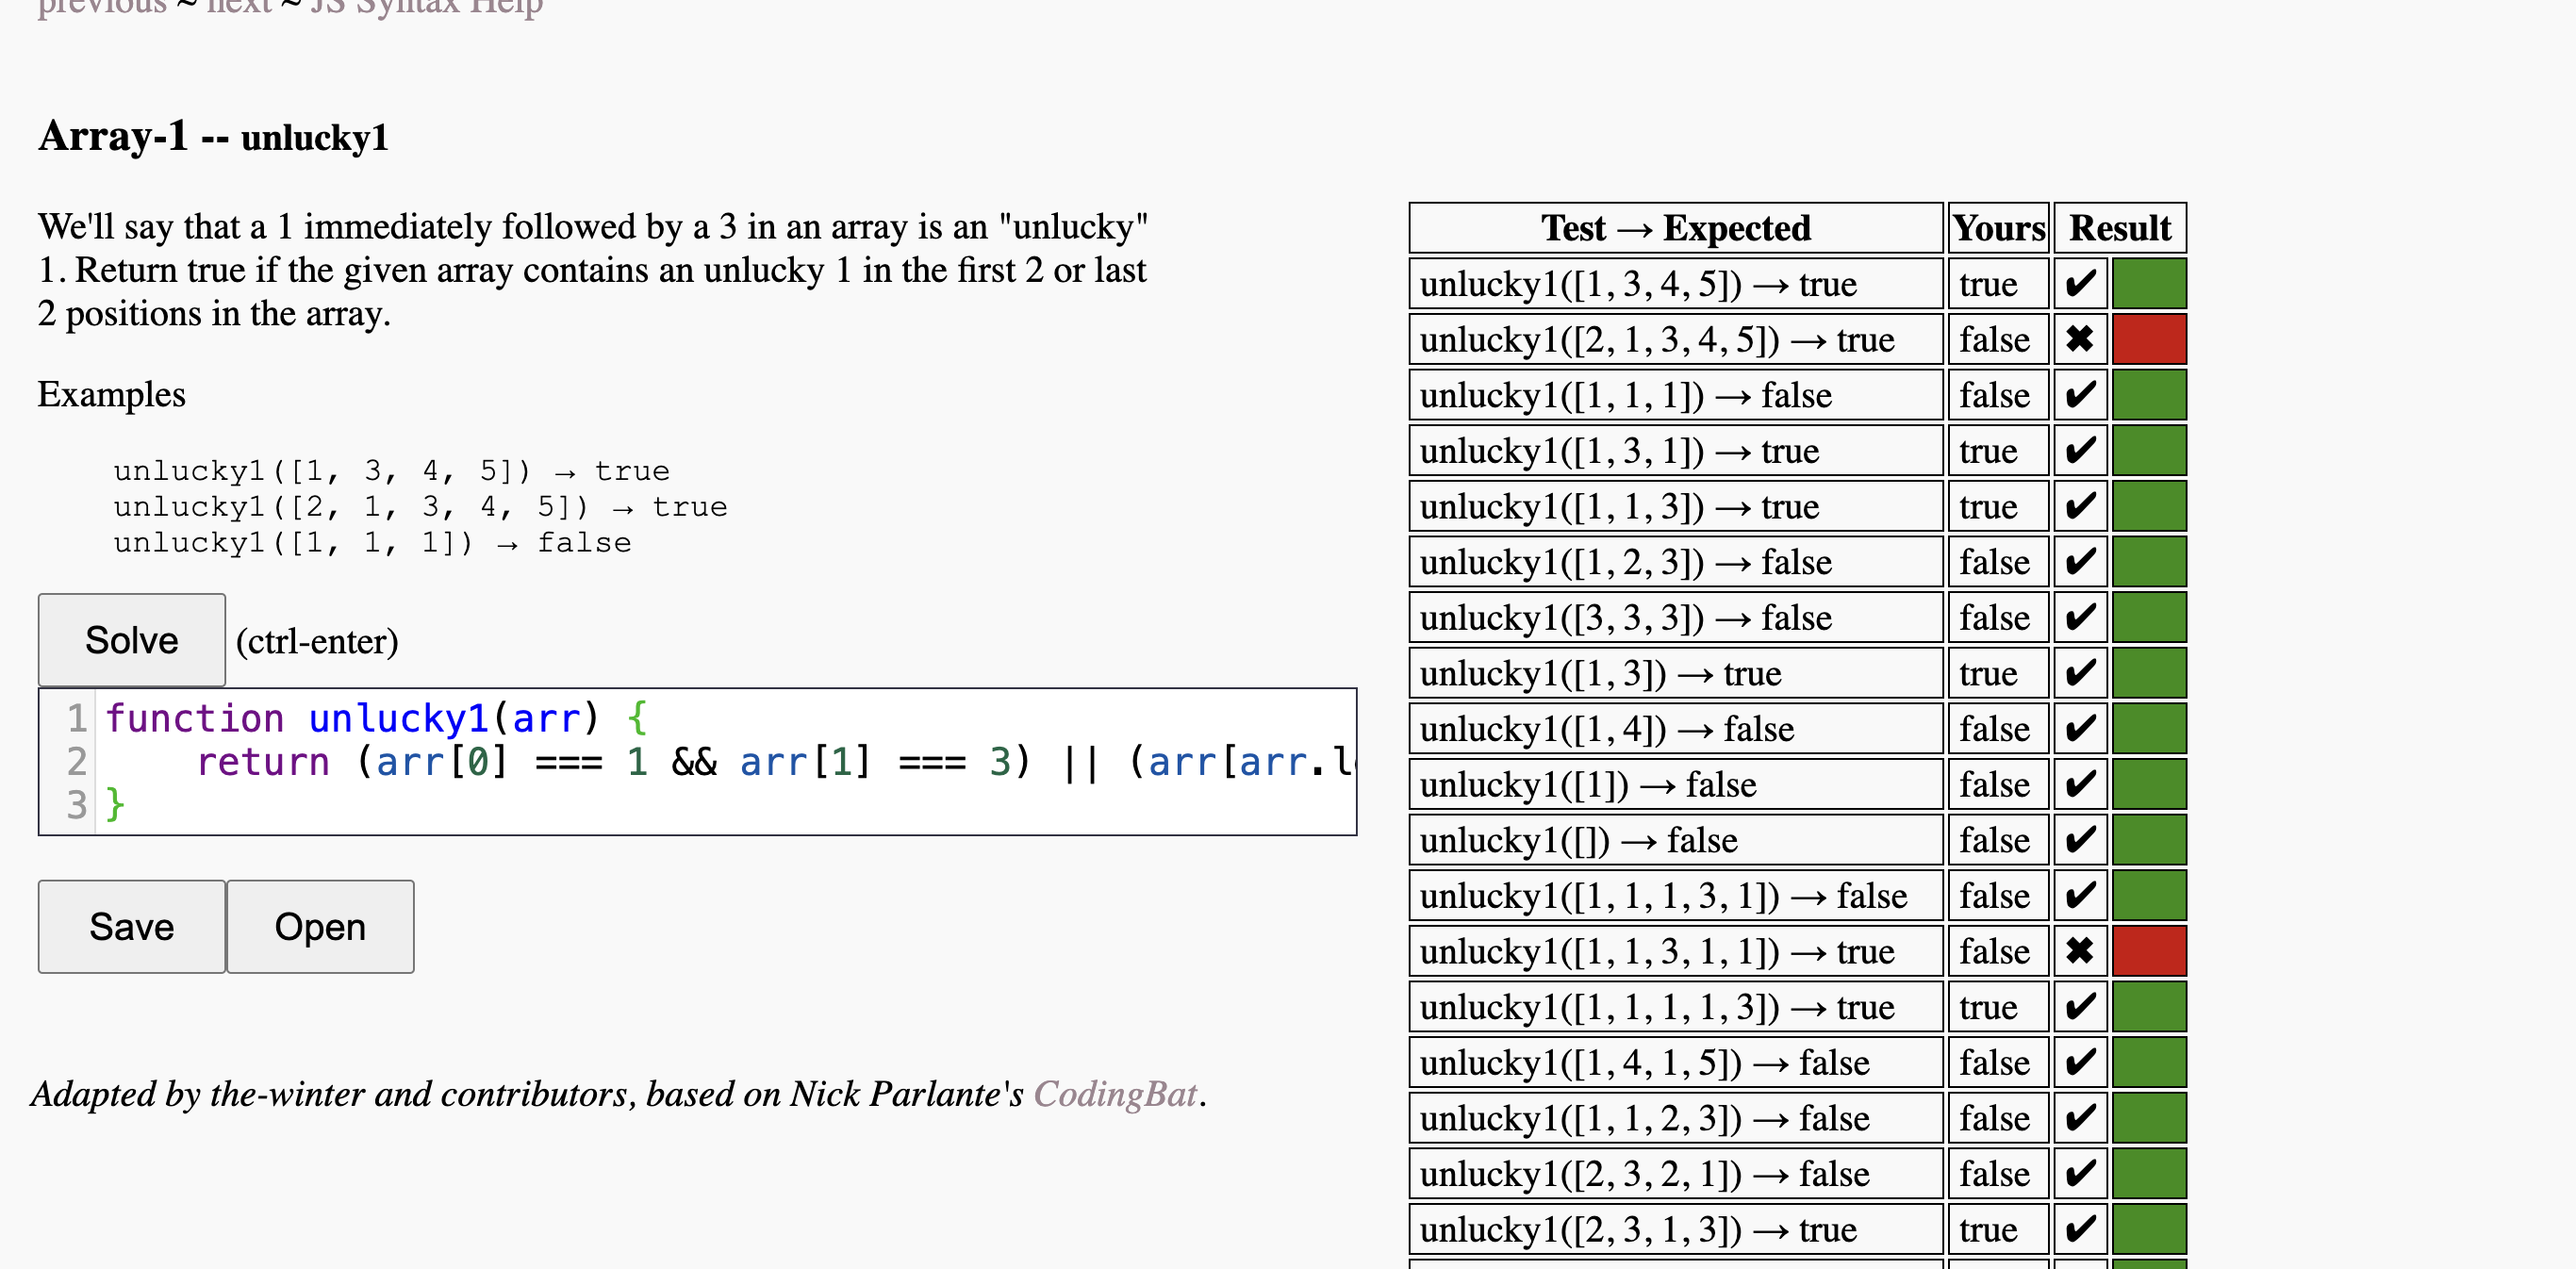 previous ~ next ~ JS Syntax Help
Array-1 -- unlucky1
We'll say that a 1 immediately followed by a 3 in an array is an "unlucky"
1. Return true if the given array contains an unlucky 1 in the first 2 or last
2 positions in the array.
Examples
unlucky1([1, 3, 4, 5]) → true
unlucky1([2, 1, 3, 4, 5]) → true
unlucky1([1, 1, 1]) → false
Solve (ctrl-enter)
1 function unlucky1(arr) {
2 return (arr[0] === 1 && arr[1] === 3) || (arr[arr.l
3 }
Save Open
Adapted by the-winter and contributors, based on Nick Parlante's CodingBat.
Test → Expected Yours Result
unlucky1([1, 3, 4, 5]) → true true ✔
unlucky1([2, 1, 3, 4, 5]) → true false ✖
unlucky1([1, 1, 1]) → false false ✔
unlucky1([1, 3, 1]) → true true ✔
unlucky1([1, 1, 3]) → true true ✔
unlucky1([1, 2, 3]) → false false ✔
unlucky1([3, 3, 3]) → false false ✔
unlucky1([1, 3]) → true true ✔
unlucky1([1, 4]) → false false ✔
unlucky1([1]) → false false ✔
unlucky1([]) → false false ✔
unlucky1([1, 1, 1, 3, 1]) → false false ✔
unlucky1([1, 1, 3, 1, 1]) → true false ✖
unlucky1([1, 1, 1, 1, 3]) → true true ✔
unlucky1([1, 4, 1, 5]) → false false ✔
unlucky1([1, 1, 2, 3]) → false false ✔
unlucky1([2, 3, 2, 1]) → false false ✔
unlucky1([2, 3, 1, 3]) → true true ✔